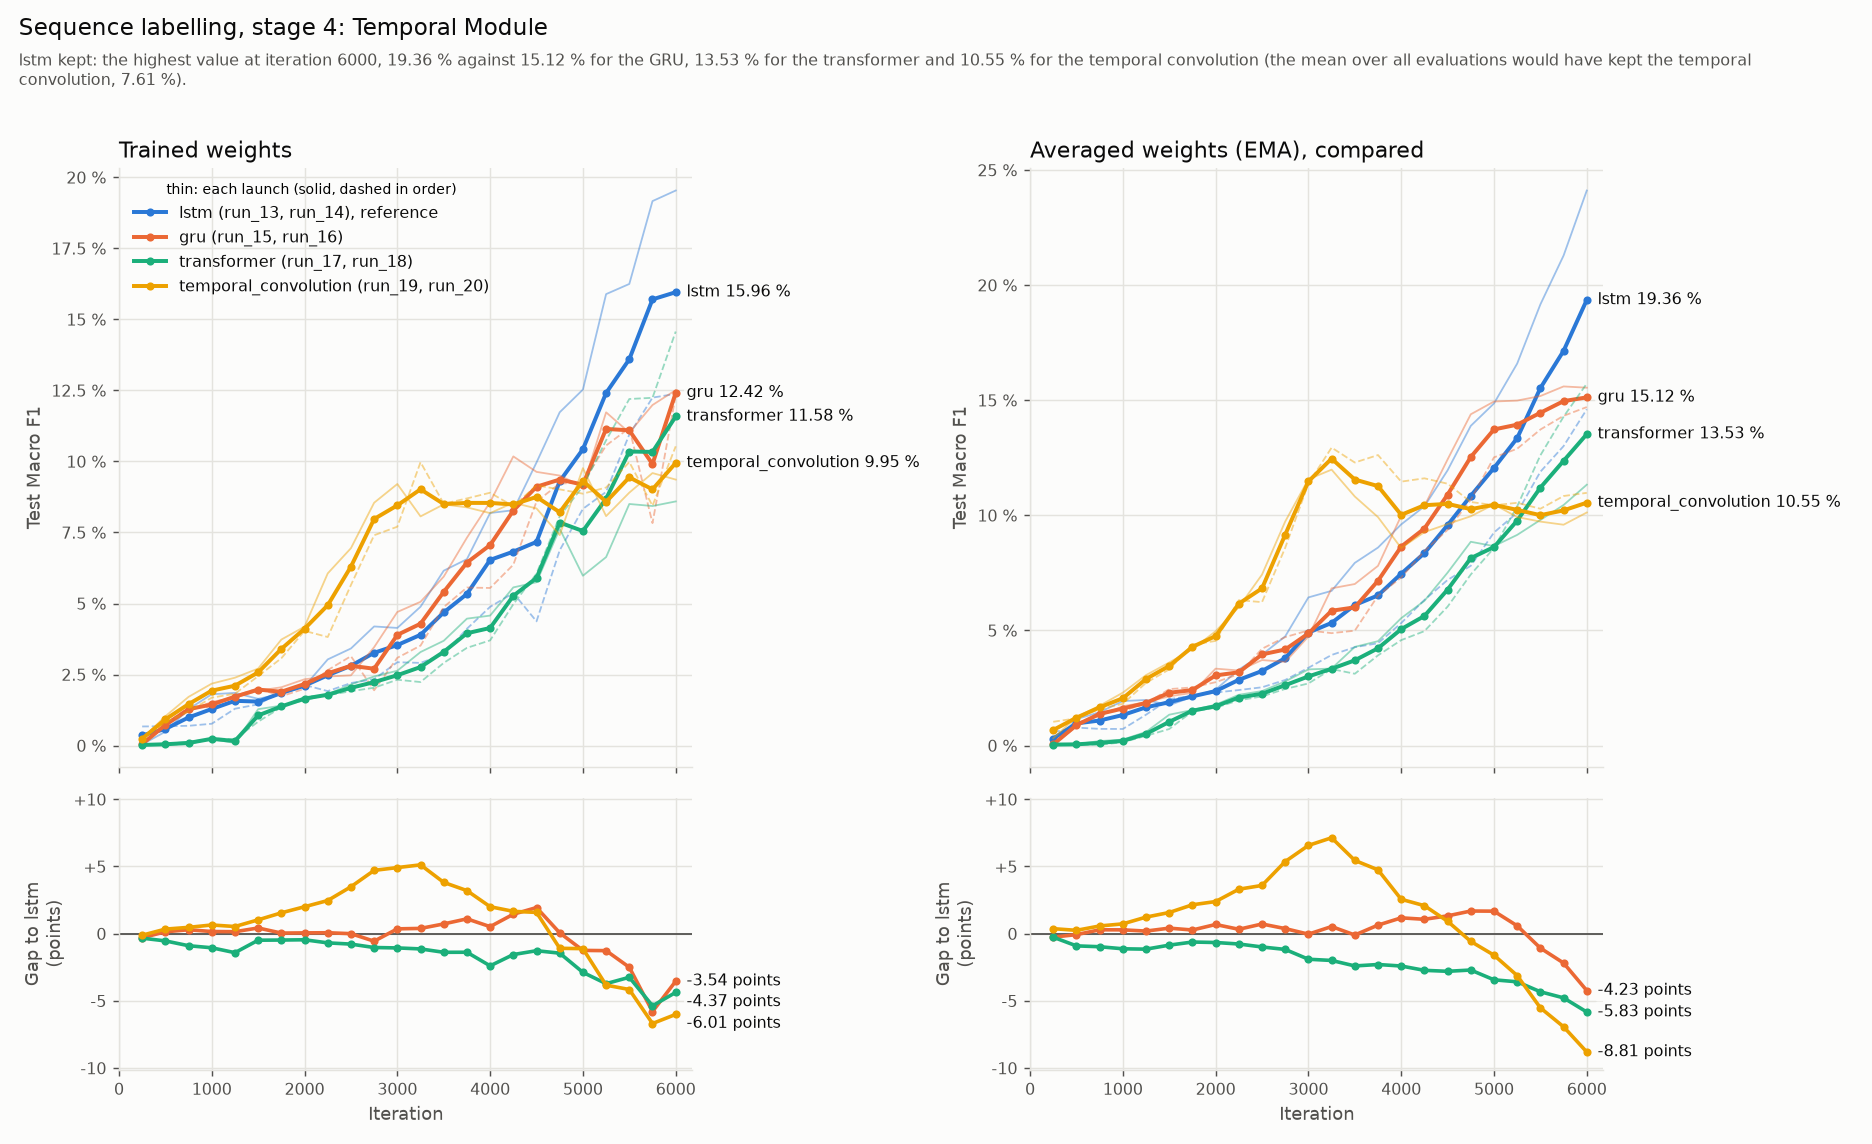 Sequence labelling, stage 4: Temporal Module
lstm kept: the highest value at iteration 6000, 19.36 % against 15.12 % for the GRU, 13.53 % for the transformer and 10.55 % for the temporal convolution (the mean over all evaluations would have kept the temporal
convolution, 7.61 %).
Trained weights
thin: each launch (solid, dashed in order)
lstm (run_13, run_14), reference
gru (run_15, run_16)
transformer (run_17, run_18)
temporal_convolution (run_19, run_20)
Test Macro F1
20 %
17.5 %
15 %
12.5 %
10 %
7.5 %
5 %
2.5 %
0 %
lstm 15.96 %
gru 12.42 %
transformer 11.58 %
temporal_convolution 9.95 %
Gap to lstm
(points)
+10
+5
0
-5
-10
-3.54 points
-4.37 points
-6.01 points
0
1000
2000
3000
4000
5000
6000
Iteration
Averaged weights (EMA), compared
Test Macro F1
25 %
20 %
15 %
10 %
5 %
0 %
lstm 19.36 %
gru 15.12 %
transformer 13.53 %
temporal_convolution 10.55 %
Gap to lstm
(points)
+10
+5
0
-5
-10
-4.23 points
-5.83 points
-8.81 points
0
1000
2000
3000
4000
5000
6000
Iteration